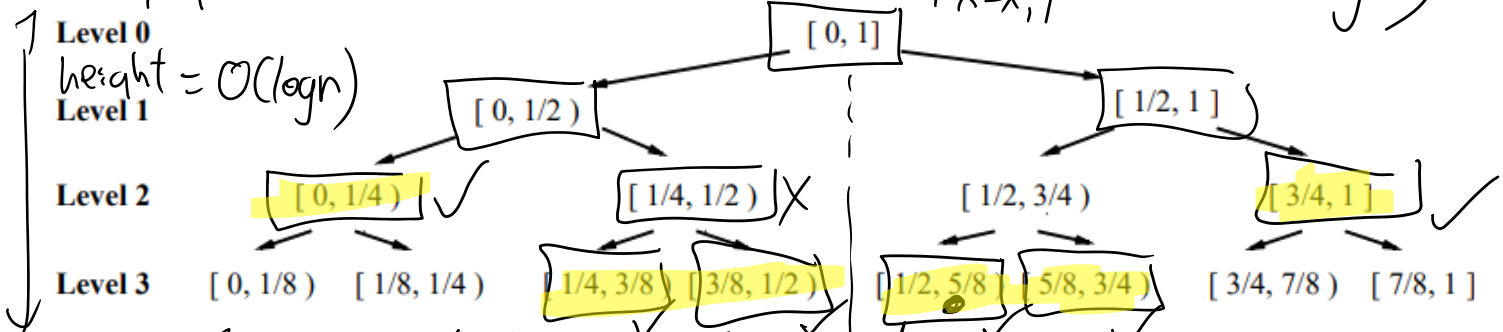 Level 0 [ 0, 1]
height = O(logn)
Level 1 [ 0, 1/2 ) [ 1/2, 1 ]
Level 2 [ 0, 1/4 ) [ 1/4, 1/2 ) X [ 1/2, 3/4 ) [ 3/4, 1 ]
Level 3 [ 0, 1/8 ) [ 1/8, 1/4 ) [ 1/4, 3/8 ) [ 3/8, 1/2 ) [ 1/2, 5/8 ) [ 5/8, 3/4 ) [ 3/4, 7/8 ) [ 7/8, 1 ]